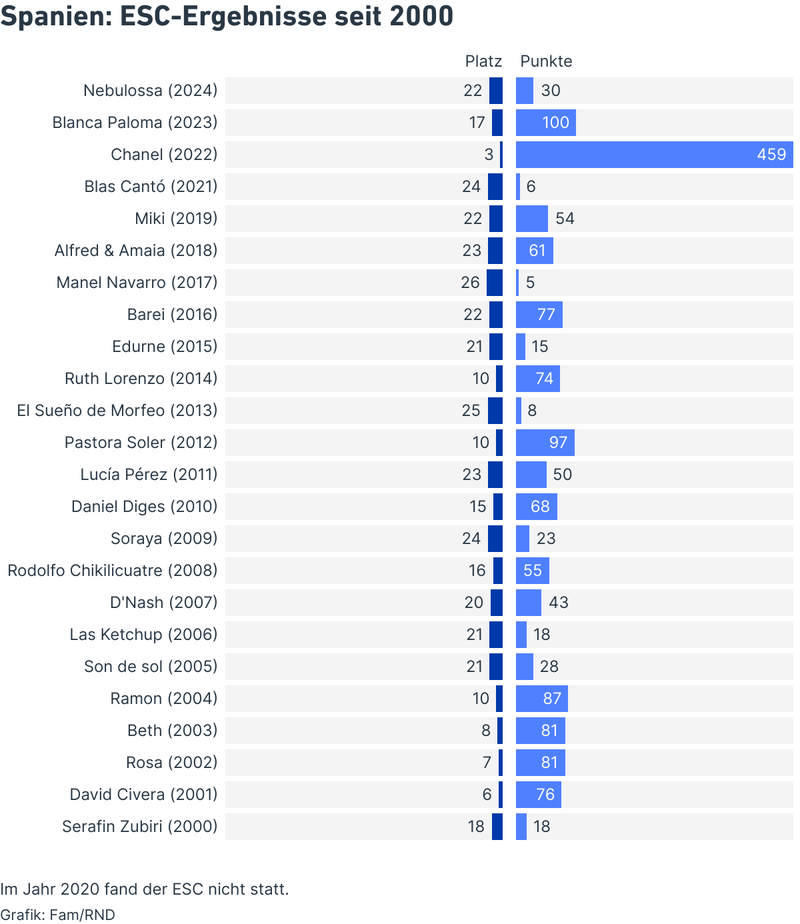 Spanien: ESC-Ergebnisse seit 2000
Platz Punkte
Nebulossa (2024) 22 30
Blanca Paloma (2023) 17 100
Chanel (2022) 3 459
Blas Cantó (2021) 24 6
Miki (2019) 22 54
Alfred & Amaia (2018) 23 61
Manel Navarro (2017) 26 5
Barei (2016) 22 77
Edurne (2015) 21 15
Ruth Lorenzo (2014) 10 74
El Sueño de Morfeo (2013) 25 8
Pastora Soler (2012) 10 97
Lucía Pérez (2011) 23 50
Daniel Diges (2010) 15 68
Soraya (2009) 24 23
Rodolfo Chikilicuatre (2008) 16 55
D'Nash (2007) 20 43
Las Ketchup (2006) 21 18
Son de sol (2005) 21 28
Ramon (2004) 10 87
Beth (2003) 8 81
Rosa (2002) 7 81
David Civera (2001) 6 76
Serafin Zubiri (2000) 18 18
Im Jahr 2020 fand der ESC nicht statt.
Grafik: Fam/RND